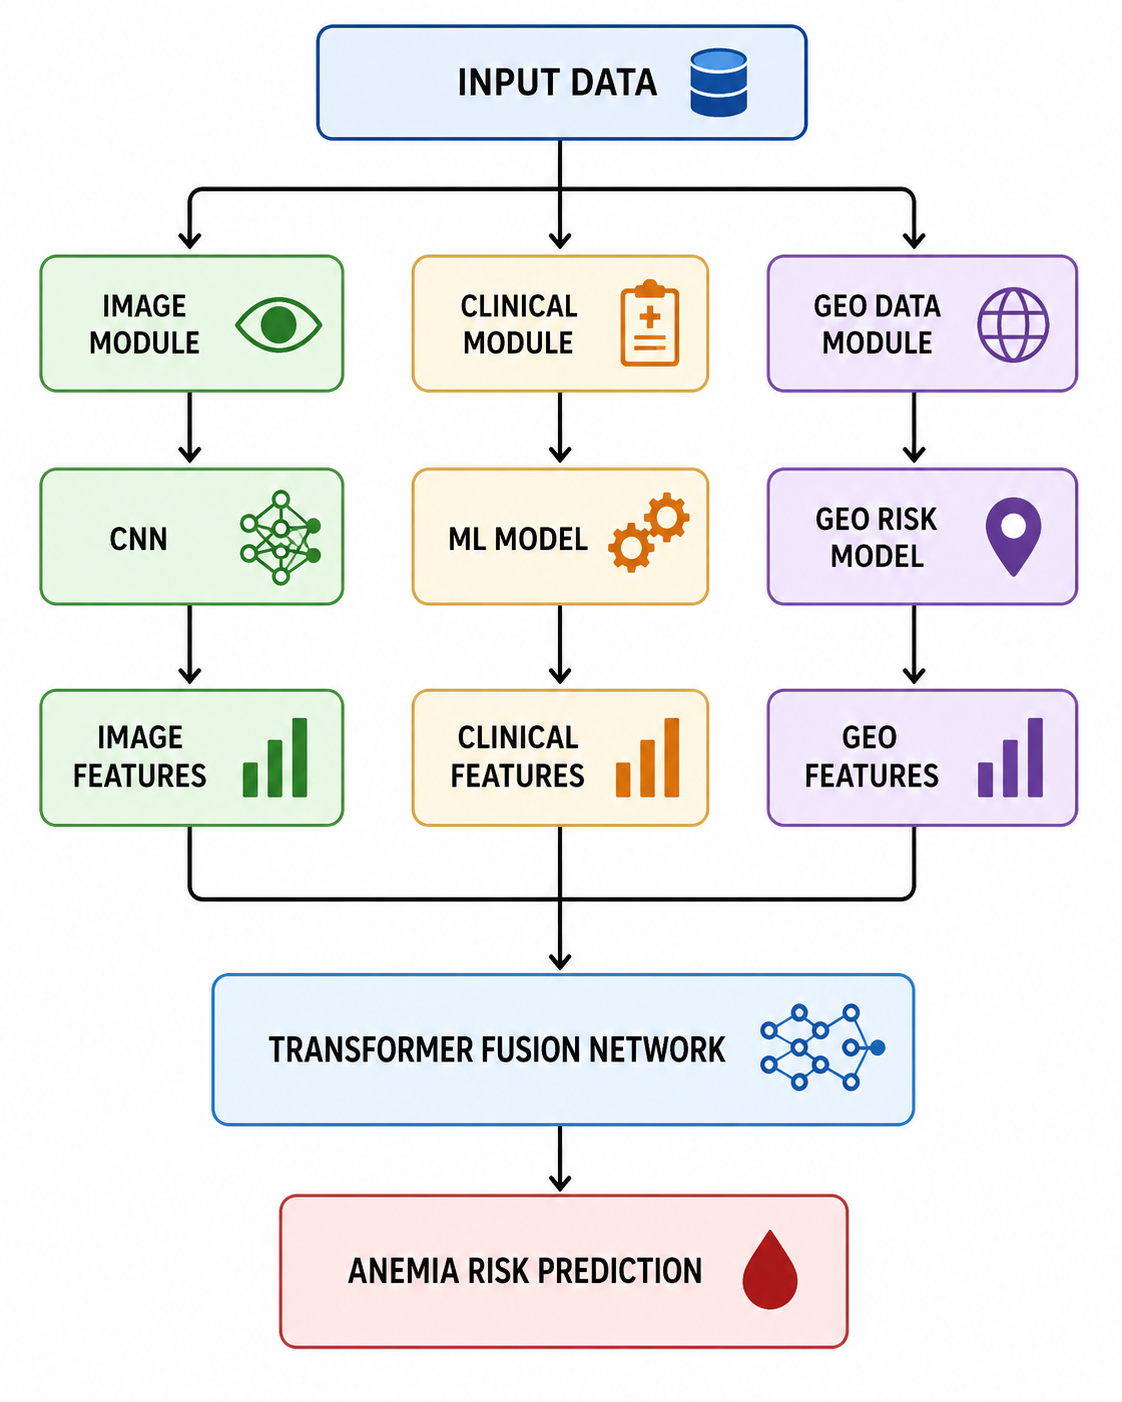 INPUT DATA
IMAGE
MODULE
CLINICAL
MODULE
GEO DATA
MODULE
CNN
ML MODEL
GEO RISK
MODEL
IMAGE
FEATURES
CLINICAL
FEATURES
GEO
FEATURES
TRANSFORMER FUSION NETWORK
ANEMIA RISK PREDICTION